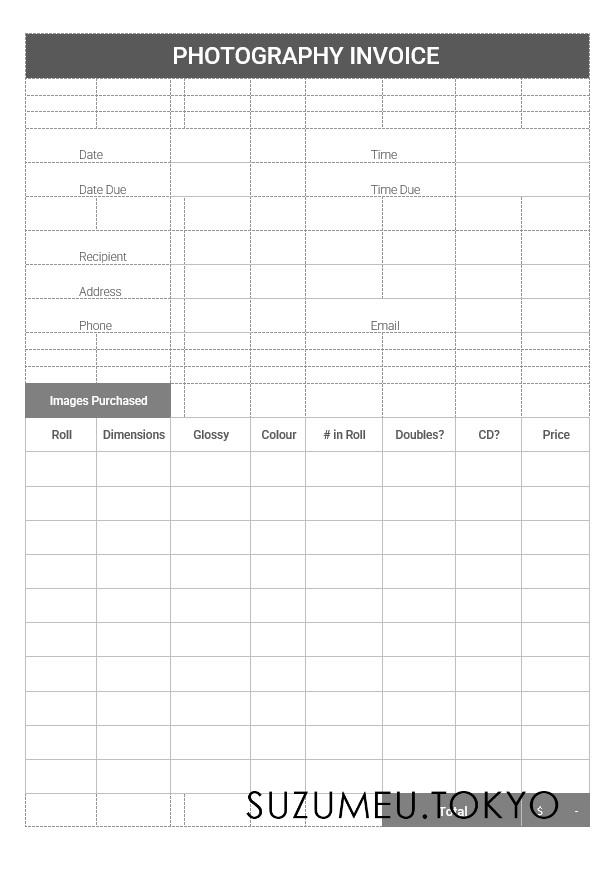 PHOTOGRAPHY INVOICE
Date Time
Date Due Time Due
Recipient
Address
Phone Email
Images Purchased
Roll Dimensions Glossy Colour # in Roll Doubles? CD? Price
Total $ -
SUZUMEU.TOKYO